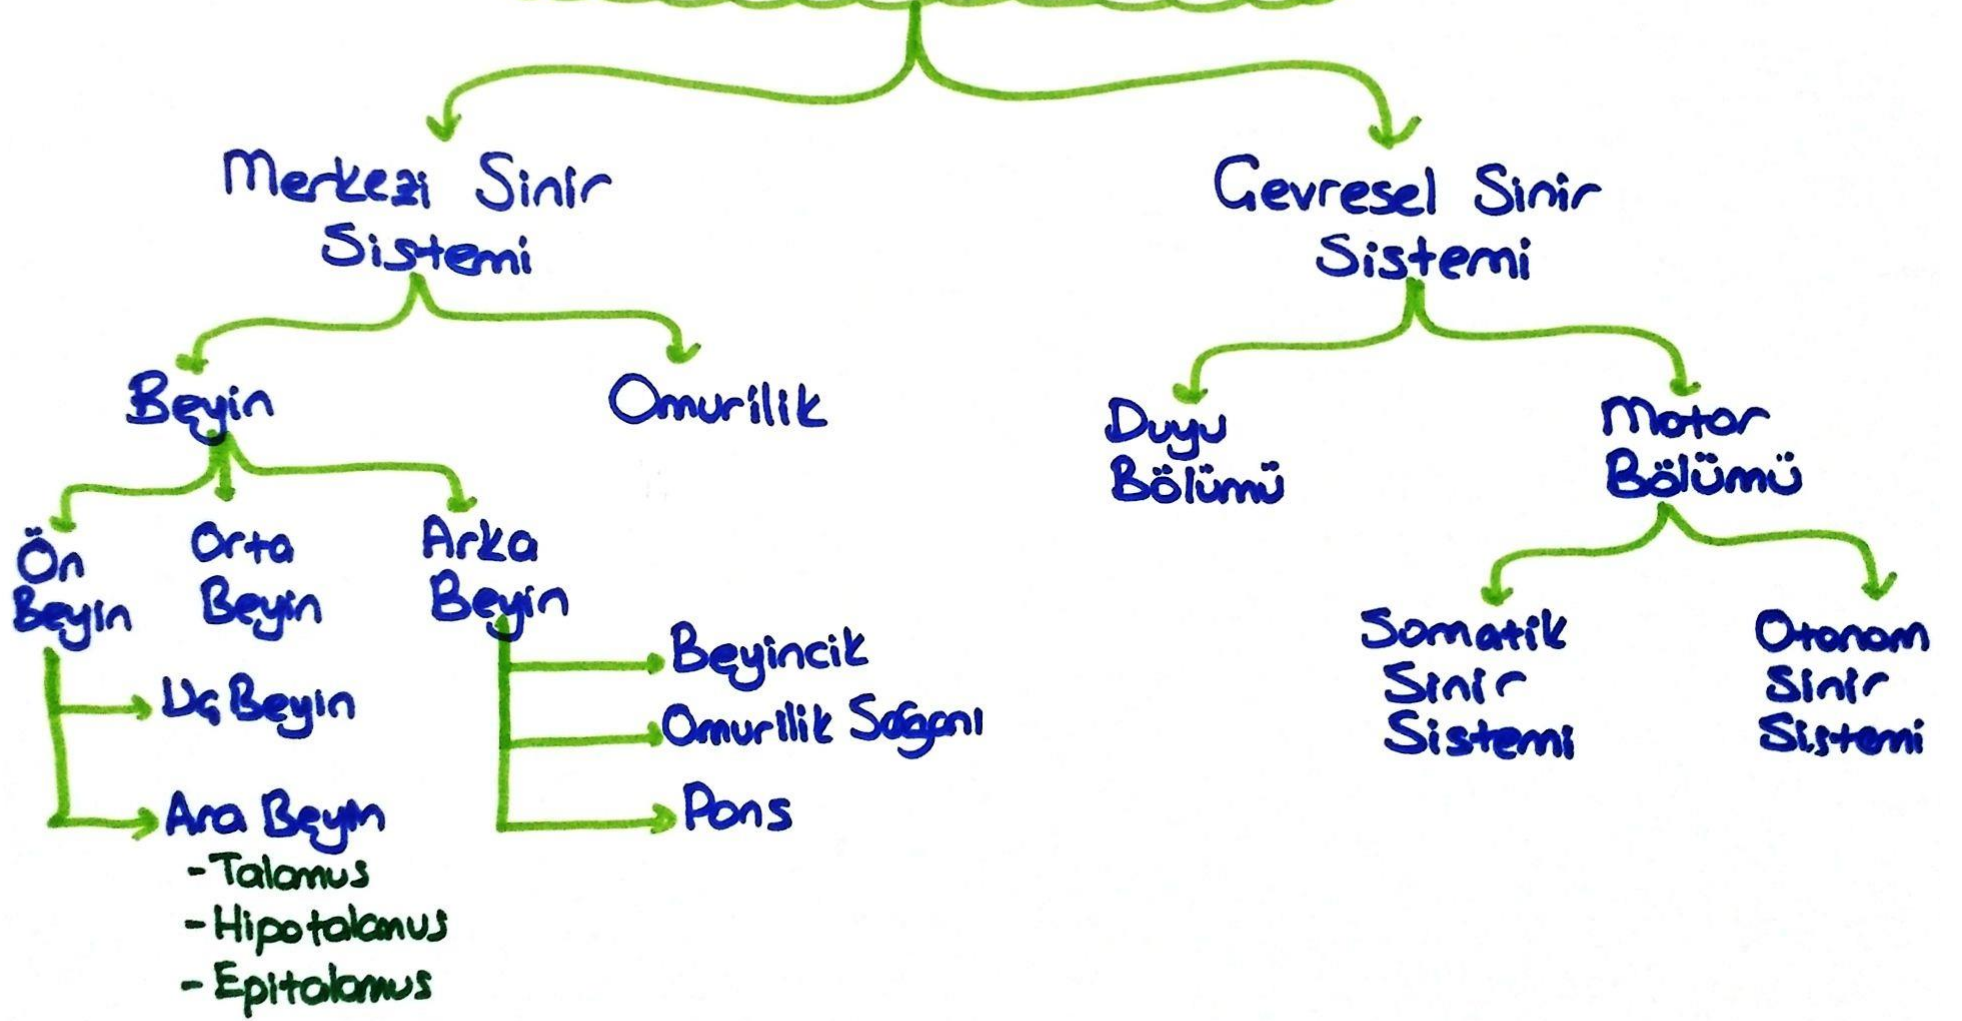 Merkezi Sinir
Sistemi
Çevresel Sinir
Sistemi
Beyin
Omurilik
Duyu
Bölümü
Motor
Bölümü
Ön
Beyin
Orta
Beyin
Arka
Beyin
Uç Beyin
Ara Beyin
- Talamus
- Hipotalamus
- Epitalamus
Beyincik
Omurilik Soğanı
Pons
Somatik
Sinir
Sistemi
Otonom
Sinir
Sistemi